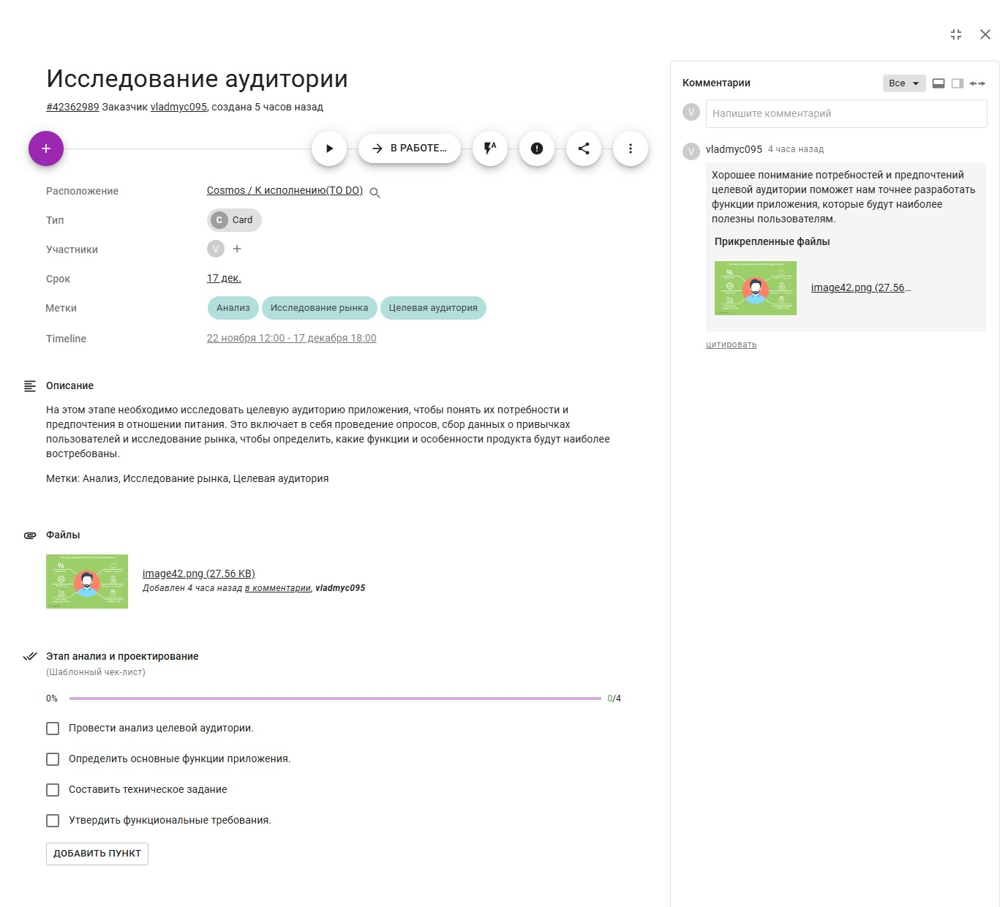 Исследование аудитории
#42362989 Заказчик vladmyc095, создана 5 часов назад
В РАБОТЕ...
Расположение
Cosmos / К исполнению(TO DO)
Тип
C Card
Участники
V
Срок
17 дек.
Метки
Анализ
Исследование рынка
Целевая аудитория
Timeline
22 ноября 12:00 - 17 декабря 18:00
Описание
На этом этапе необходимо исследовать целевую аудиторию приложения, чтобы понять их потребности и
предпочтения в отношении питания. Это включает в себя проведение опросов, сбор данных о привычках
пользователей и исследование рынка, чтобы определить, какие функции и особенности продукта будут наиболее
востребованы.
Метки: Анализ, Исследование рынка, Целевая аудитория
Файлы
image42.png (27.56 KB)
Добавлен 4 часа назад в комментарии, vladmyc095
Этап анализ и проектирование
(Шаблонный чек-лист)
0%
0/4
Провести анализ целевой аудитории.
Определить основные функции приложения.
Составить техническое задание
Утвердить функциональные требования.
ДОБАВИТЬ ПУНКТ
Комментарии
Все
V
Напишите комментарий
V
vladmyc095 4 часа назад
Хорошее понимание потребностей и предпочтений
целевой аудитории поможет нам точнее разработать
функции приложения, которые будут наиболее
полезны пользователям.
Прикрепленные файлы
image42.png (27.56...
цитировать